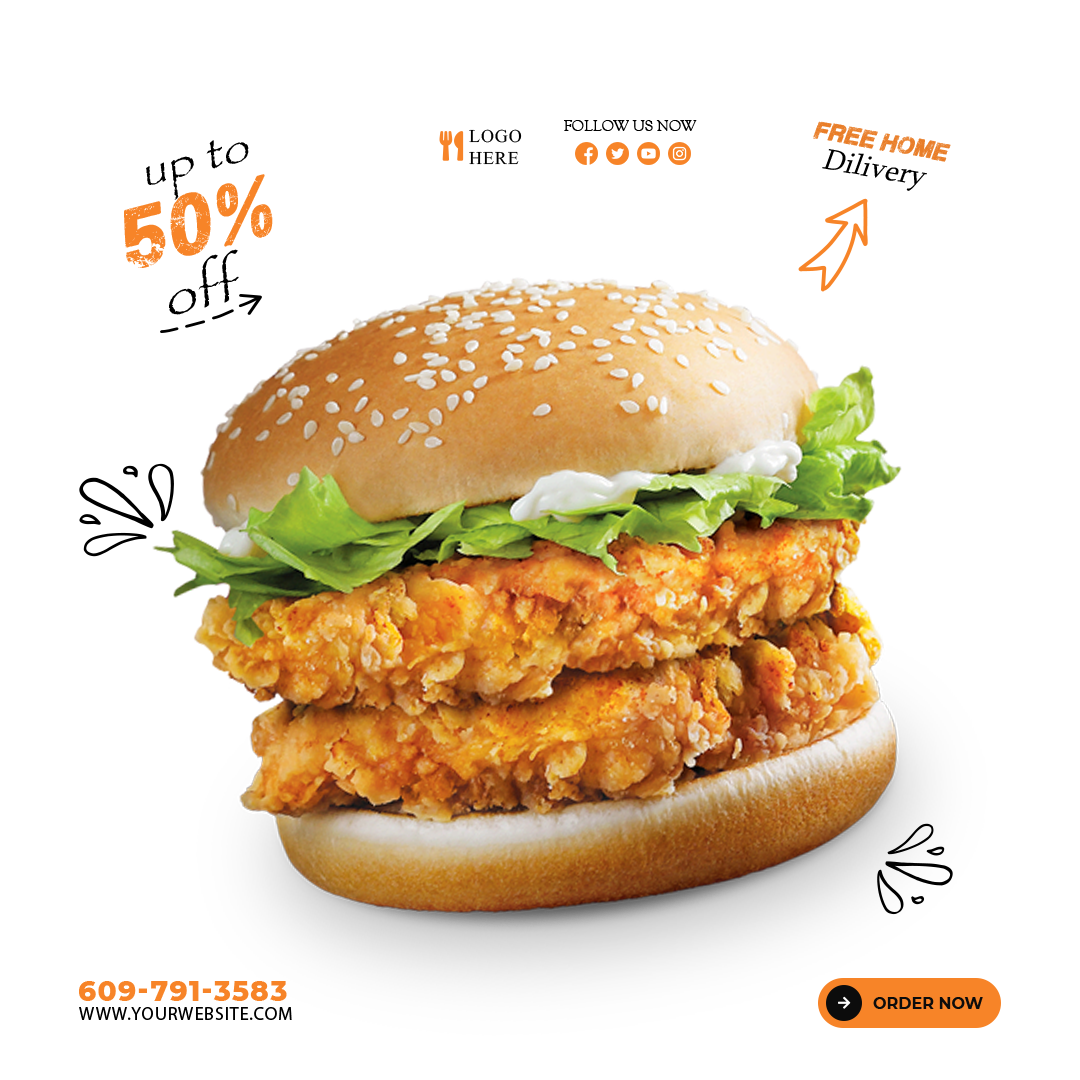 up to
50%
off
LOGO
HERE
FOLLOW US NOW
FREE HOME
Dilivery
609-791-3583
WWW.YOURWEBSITE.COM
ORDER NOW